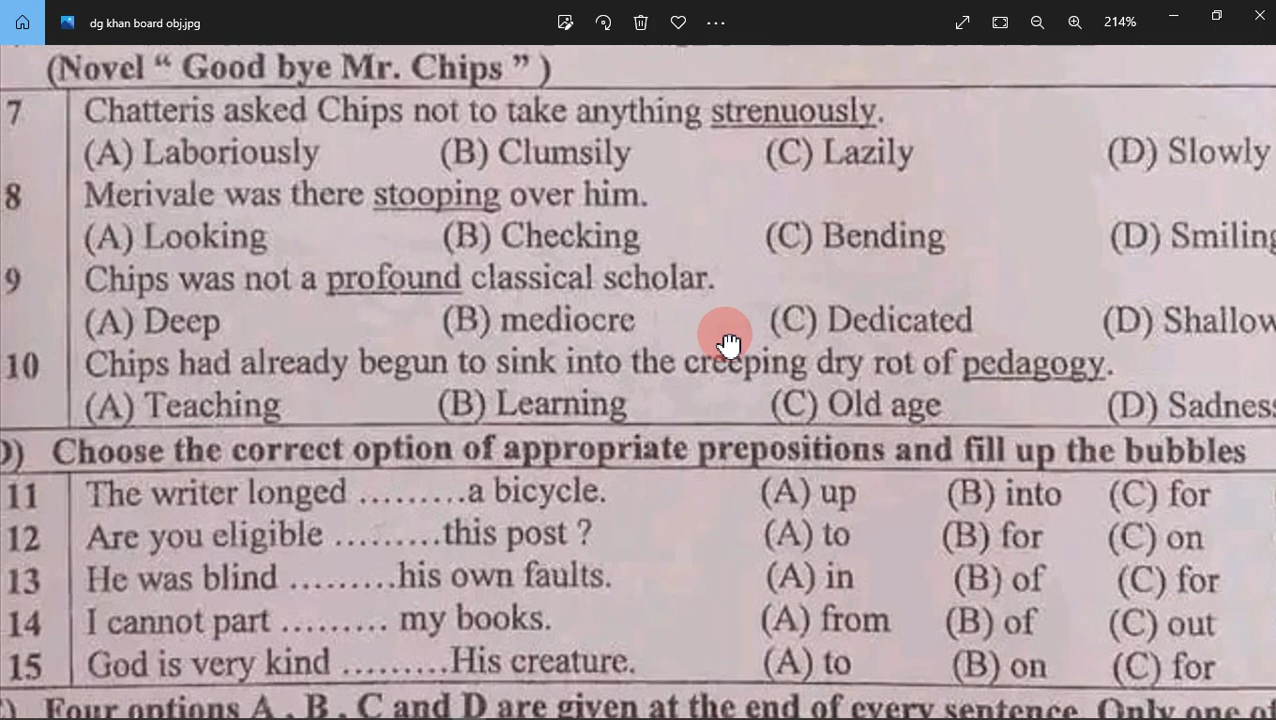 dg khan board obj.jpg
214%
(Novel “ Good bye Mr. Chips ” )
7 Chatteris asked Chips not to take anything strenuously.
(A) Laboriously (B) Clumsily (C) Lazily (D) Slowly
8 Merivale was there stooping over him.
(A) Looking (B) Checking (C) Bending (D) Smiling
9 Chips was not a profound classical scholar.
(A) Deep (B) mediocre (C) Dedicated (D) Shallow
10 Chips had already begun to sink into the creeping dry rot of pedagogy.
(A) Teaching (B) Learning (C) Old age (D) Sadness
D) Choose the correct option of appropriate prepositions and fill up the bubbles
11 The writer longed .........a bicycle. (A) up (B) into (C) for
12 Are you eligible .........this post ? (A) to (B) for (C) on
13 He was blind .........his own faults. (A) in (B) of (C) for
14 I cannot part ......... my books. (A) from (B) of (C) out
15 God is very kind .........His creature. (A) to (B) on (C) for
) Four options A , B , C and D are given at the end of every sentence. Only one of